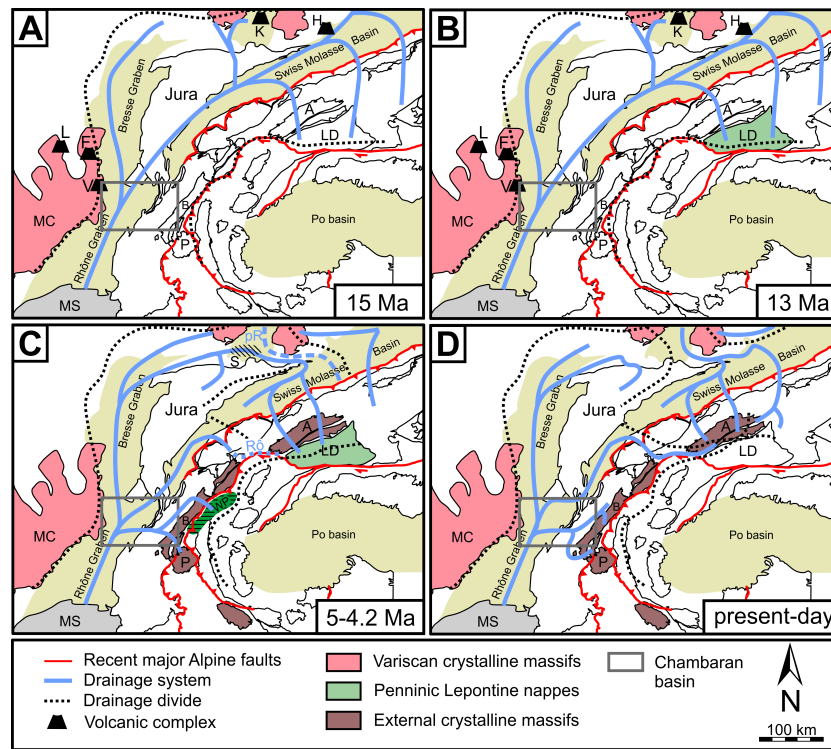 A
K
H
Swiss Molasse Basin
Bresse Graben
Jura
L
F
A
LD
V
MC
B
P
Po basin
Rhône Graben
MS
15 Ma
B
K
H
Swiss Molasse Basin
Bresse Graben
Jura
L
F
A
LD
V
MC
B
P
Po basin
Rhône Graben
MS
13 Ma
C
pR
S
Basin
Swiss Molasse
Bresse Graben
Jura
A
Rô
LD
MC
WP
B
P
Po basin
Rhône Graben
MS
5-4.2 Ma
D
Basin
Swiss Molasse
Bresse Graben
Jura
A
LD
MC
B
P
Po basin
Rhône Graben
MS
present-day
Recent major Alpine faults
Drainage system
Drainage divide
Volcanic complex
Variscan crystalline massifs
Penninic Lepontine nappes
External crystalline massifs
Chambaran
basin
N
100 km